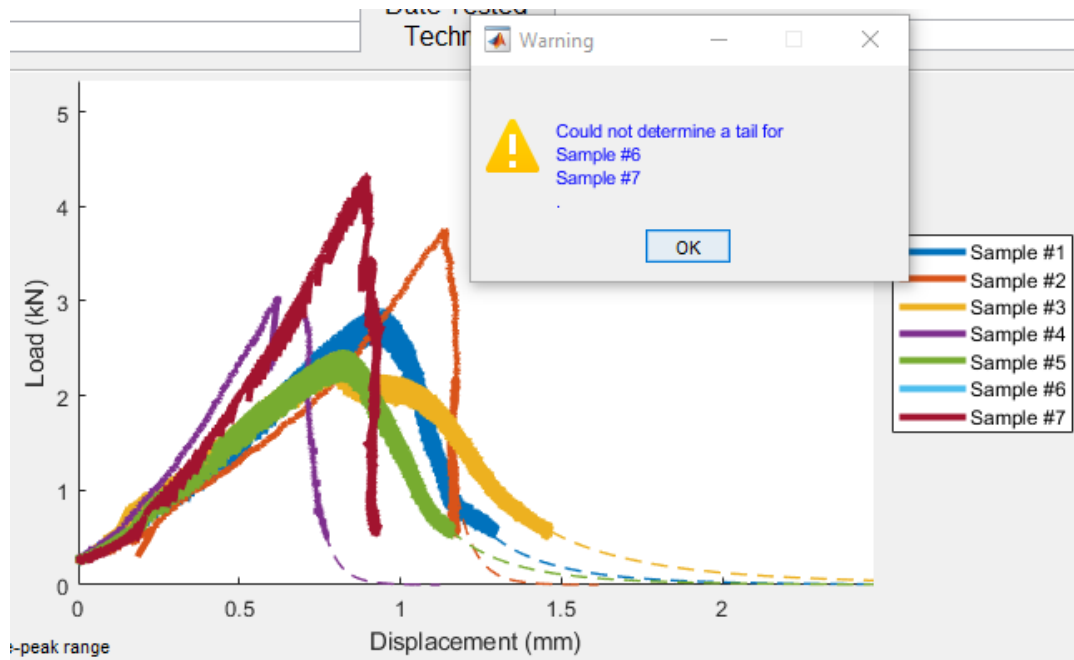 Date Tested
Techn
Warning
Could not determine a tail for
Sample #6
Sample #7
.
OK
5
4
3
2
1
0
Load (kN)
0
0.5
1
1.5
2
Displacement (mm)
Sample #1
Sample #2
Sample #3
Sample #4
Sample #5
Sample #6
Sample #7
e-peak range